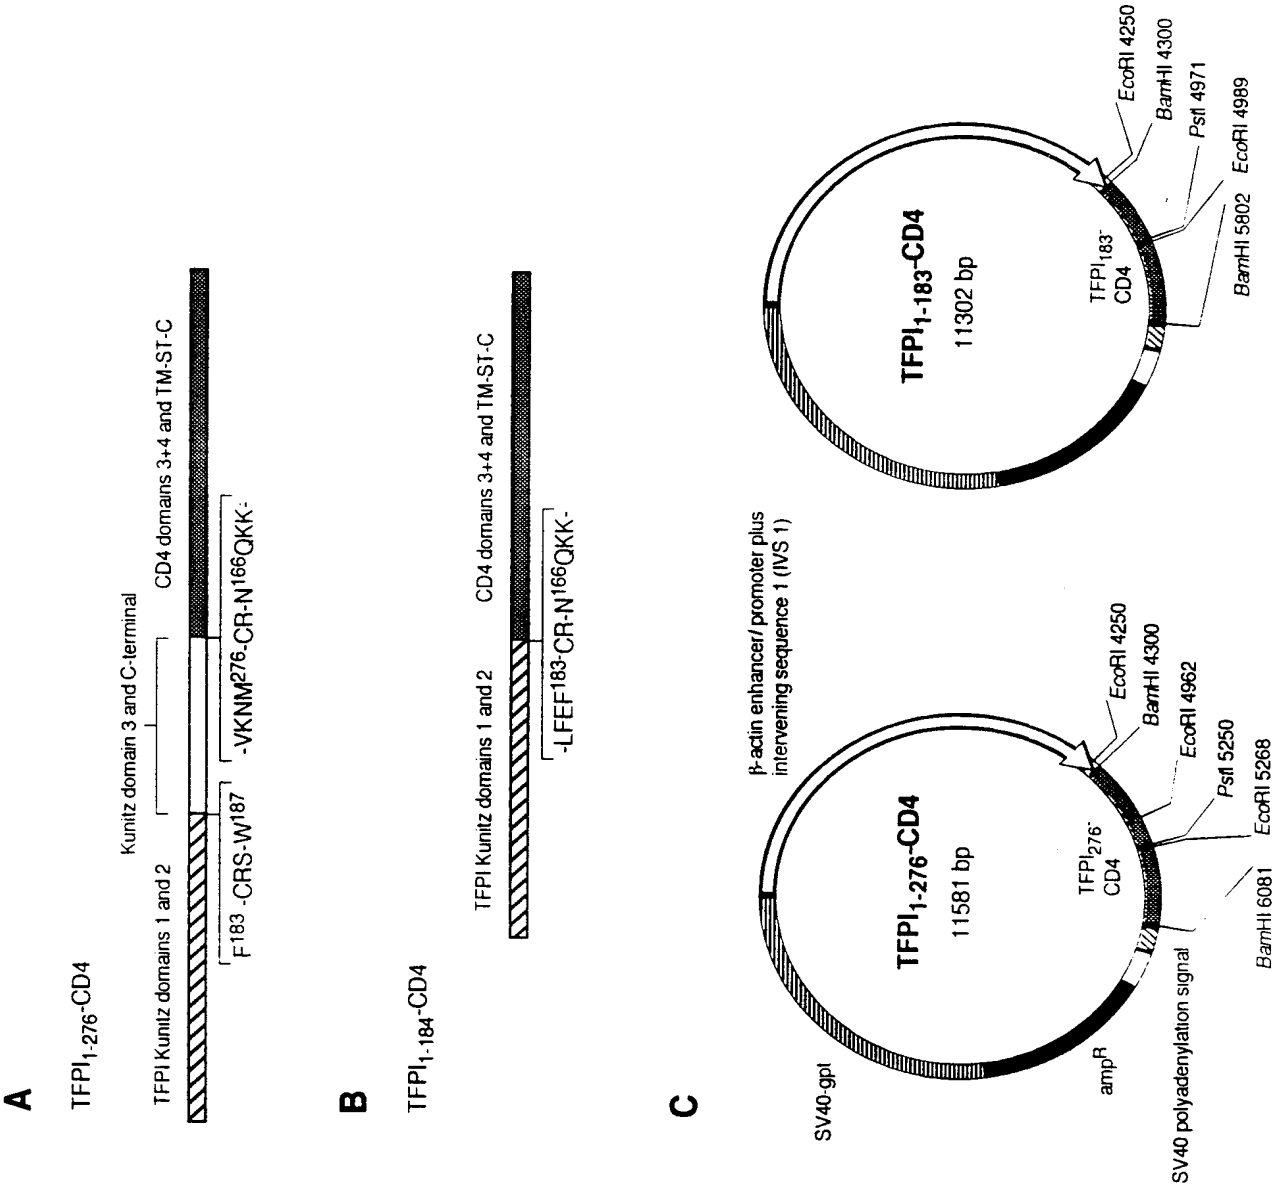 A
TFPI1-276-CD4
TFPI Kunitz domains 1 and 2
Kunitz domain 3 and C-terminal
CD4 domains 3+4 and TM-ST-C
F183 -CRS-W187
-VKNM276-CR-N166QKK-
B
TFPI1-184-CD4
TFPI Kunitz domains 1 and 2
CD4 domains 3+4 and TM-ST-C
-LFEF183-CR-N166QKK-
C
SV40-gpt
β-actin enhancer/ promoter plus
intervening sequence 1 (IVS 1)
TFPI1-276-CD4
11581 bp
TFPI276-
CD4
EcoRI 4250
BamHI 4300
EcoRI 4962
PstI 5250
EcoRI 5268
BamHI 6081
ampR
SV40 polyadenylation signal
TFPI1-183-CD4
11302 bp
TFPI183-
CD4
EcoRI 4250
BamHI 4300
PstI 4971
EcoRI 4989
BamHI 5802